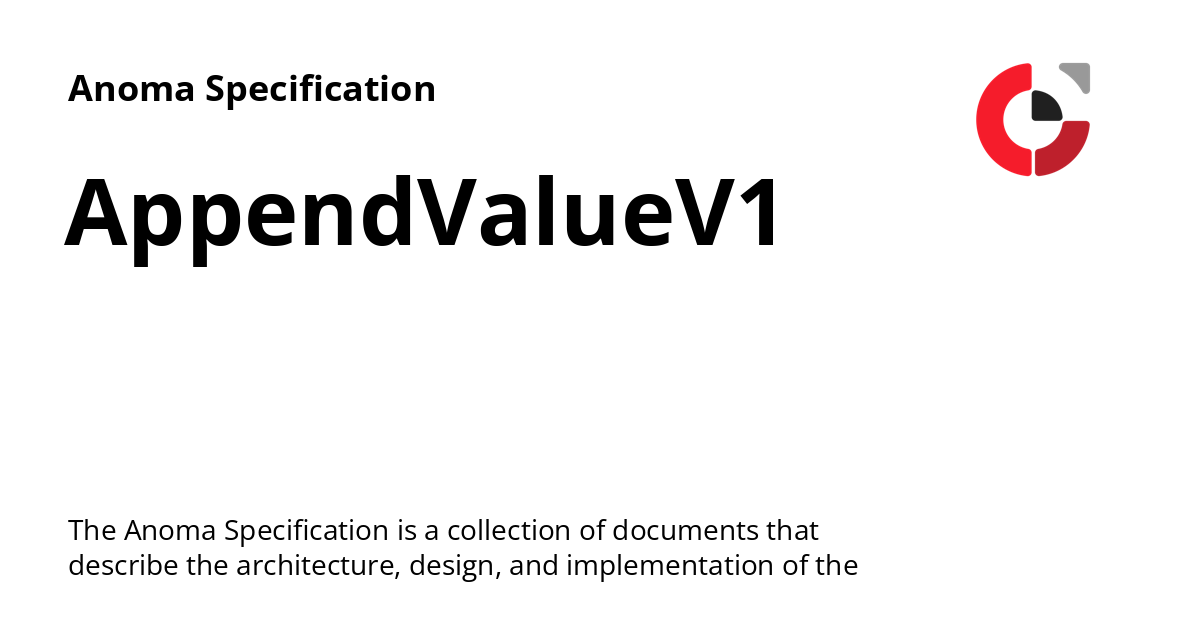 Anoma Specification
AppendValueV1
The Anoma Specification is a collection of documents that
describe the architecture, design, and implementation of the